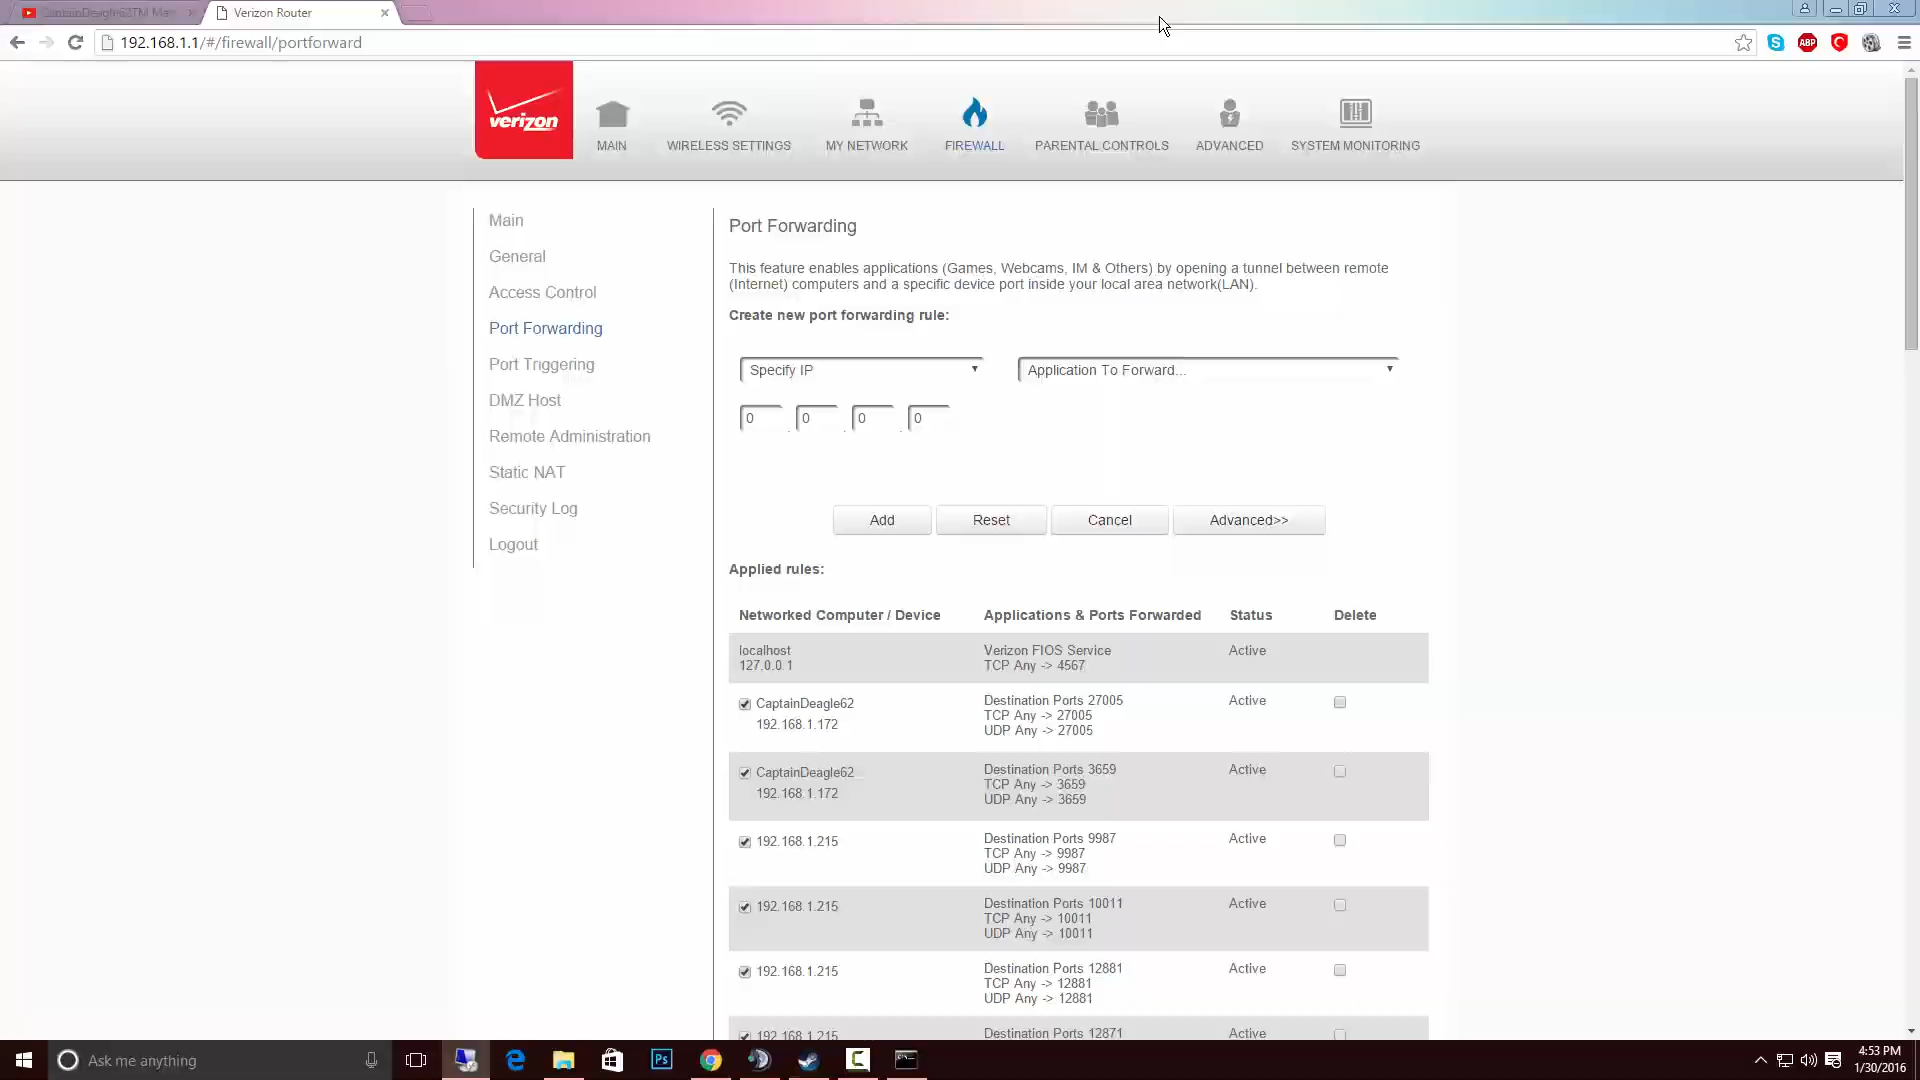 CaptainDeagle62TM Ma
Verizon Router
192.168.1.1/#/firewall/portforward
ABP
verizon
MAIN
WIRELESS SETTINGS
MY NETWORK
FIREWALL
PARENTAL CONTROLS
ADVANCED
SYSTEM MONITORING
Main
General
Access Control
Port Forwarding
Port Triggering
DMZ Host
Remote Administration
Static NAT
Security Log
Logout
Port Forwarding
This feature enables applications (Games, Webcams, IM & Others) by opening a tunnel between remote
(Internet) computers and a specific device port inside your local area network(LAN).
Create new port forwarding rule:
Specify IP
Application To Forward...
0 . 0 . 0 . 0
Add
Reset
Cancel
Advanced>>
Applied rules:
Networked Computer / Device
Applications & Ports Forwarded
Status
Delete
localhost
127.0.0.1
Verizon FIOS Service
TCP Any -> 4567
Active
CaptainDeagle62
192.168.1.172
Destination Ports 27005
TCP Any -> 27005
UDP Any -> 27005
Active
CaptainDeagle62
192.168.1.172
Destination Ports 3659
TCP Any -> 3659
UDP Any -> 3659
Active
192.168.1.215
Destination Ports 9987
TCP Any -> 9987
UDP Any -> 9987
Active
192.168.1.215
Destination Ports 10011
TCP Any -> 10011
UDP Any -> 10011
Active
192.168.1.215
Destination Ports 12881
TCP Any -> 12881
UDP Any -> 12881
Active
192.168.1.215
Destination Ports 12871
Active
Ask me anything
Ps
4:53 PM
1/30/2016